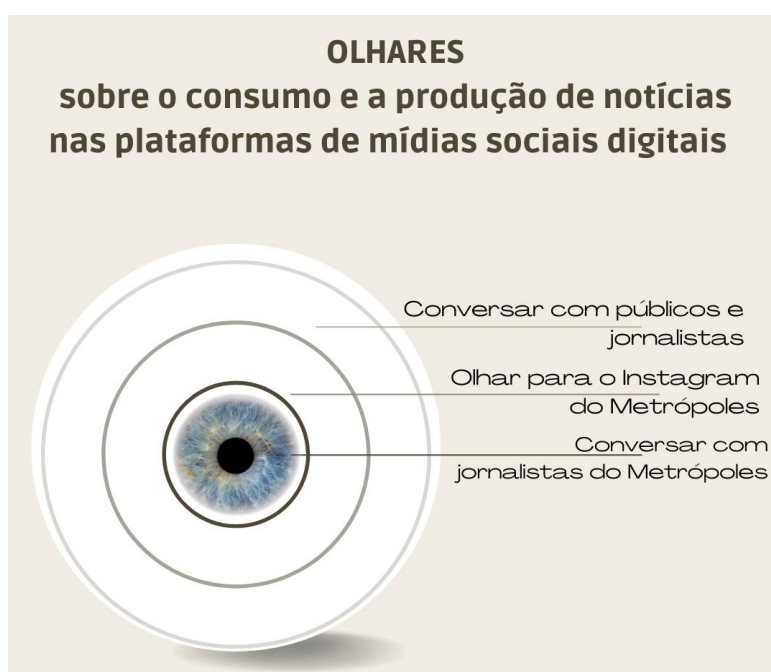 OLHARES
sobre o consumo e a produção de notícias
nas plataformas de mídias sociais digitais
Conversar com públicos e
jornalistas
Olhar para o Instagram
do Metrópoles
Conversar com
jornalistas do Metrópoles